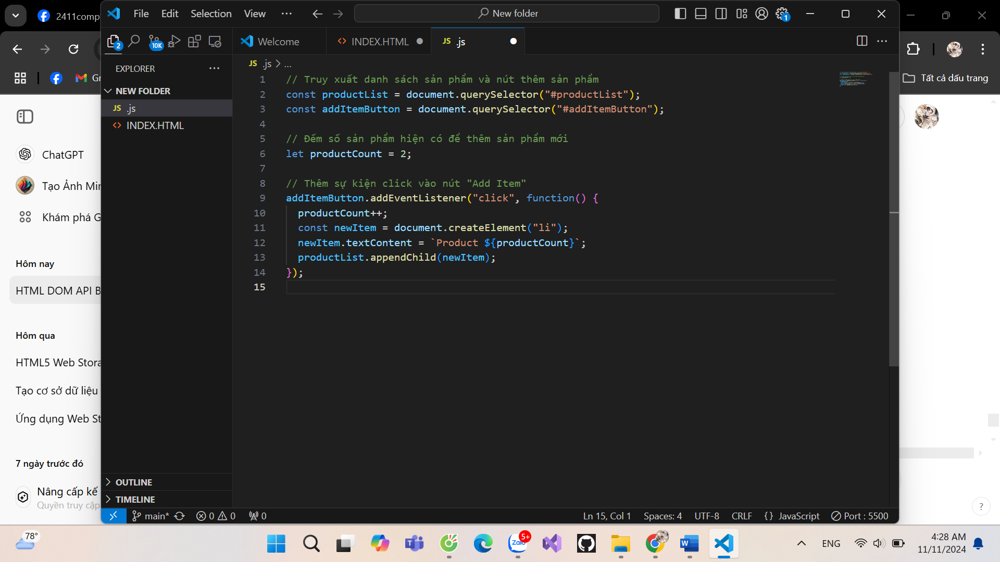 2411comp
File Edit Selection View
New folder
1
2
10K
Welcome
INDEX.HTML
JS .js
Tất cả dấu trang
EXPLORER
JS .js > ...
NEW FOLDER
JS .js
INDEX.HTML
1 // Truy xuất danh sách sản phẩm và nút thêm sản phẩm
2 const productList = document.querySelector("#productList");
3 const addItemButton = document.querySelector("#addItemButton");
4
5 // Đếm số sản phẩm hiện có để thêm sản phẩm mới
6 let productCount = 2;
7
8 // Thêm sự kiện click vào nút "Add Item"
9 addItemButton.addEventListener("click", function() {
10 productCount++;
11 const newItem = document.createElement("li");
12 newItem.textContent = `Product ${productCount}`;
13 productList.appendChild(newItem);
14 });
15
ChatGPT
Tạo Ảnh
Khám phá G
Hôm nay
HTML DOM API B
Hôm qua
HTML5 Web Stora
Tạo cơ sở dữ liệu
Ứng dụng Web St
7 ngày trước đó
Nâng cấp kế
Quyền truy cập
OUTLINE
TIMELINE
main* 0 0 0
Ln 15, Col 1 Spaces: 4 UTF-8 CRLF {} JavaScript Port : 5500
?
78°
Zalo
5+
ENG
4:28 AM
11/11/2024